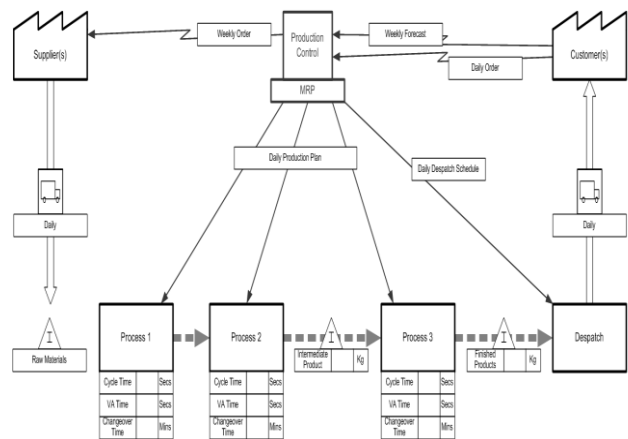 Supplier(s)
Weekly Order
Production
Control
MRP
Weekly Forecast
Daily Order
Customer(s)
Daily Production Plan
Daily Despatch Schedule
Daily
Daily
I
Raw Materials
Process 1
Process 2
I
Intermediate
Product
Kg
Process 3
I
Finished
Products
Kg
Despatch
Cycle Time Secs
VA Time Secs
Changeover
Time Mins
Cycle Time Secs
VA Time Secs
Changeover
Time Mins
Cycle Time Secs
VA Time Secs
Changeover
Time Mins